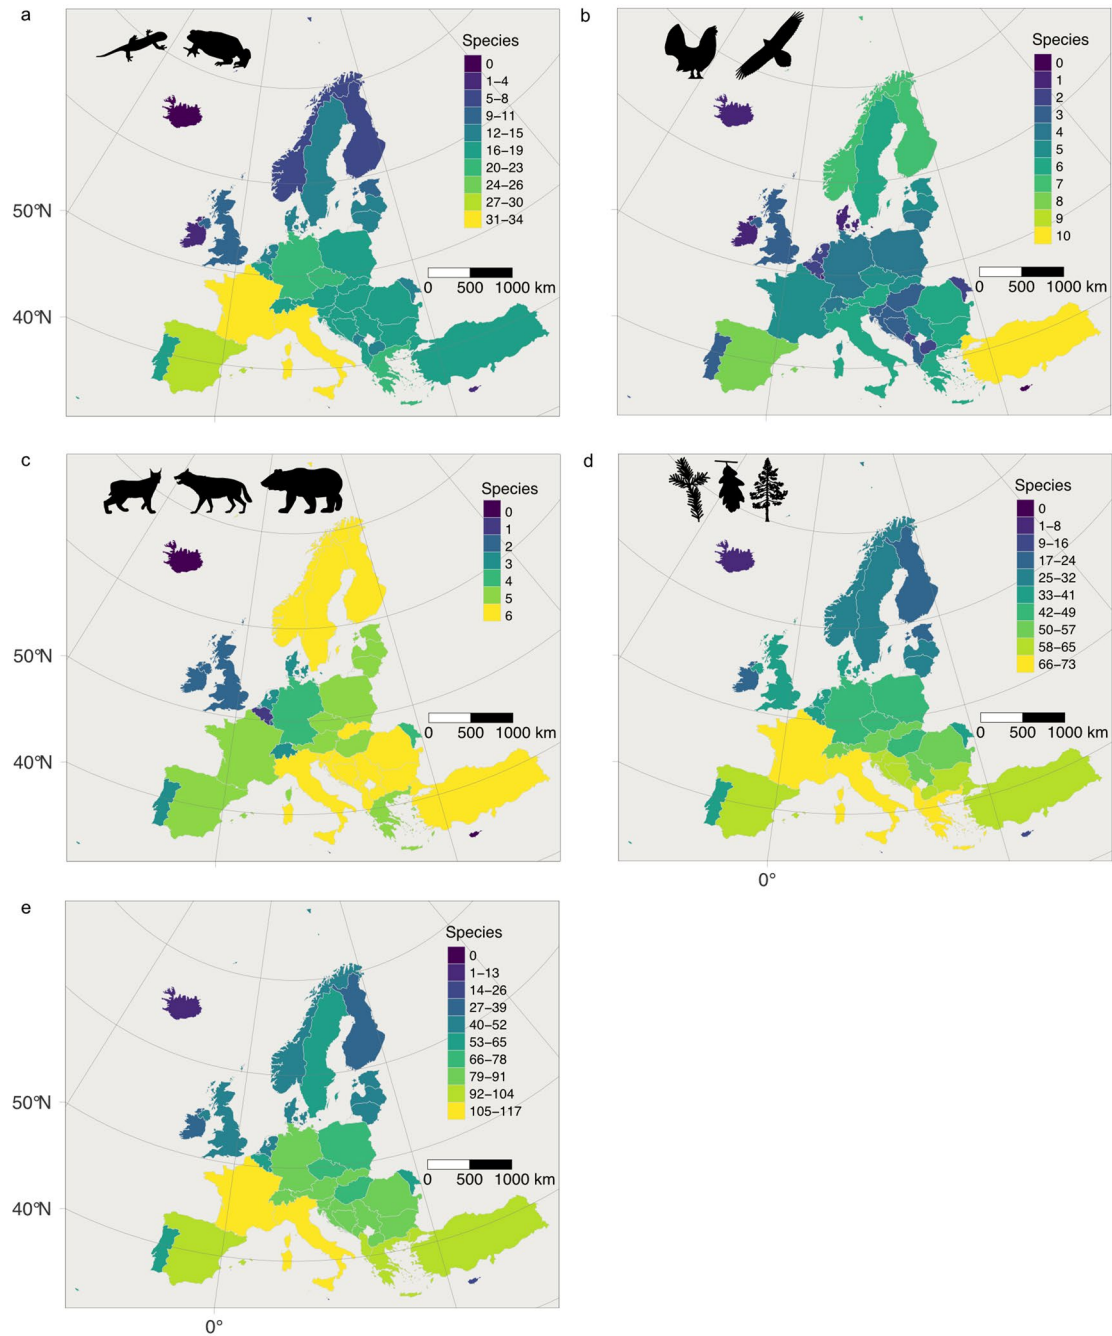 a
Species
0
1–4
5–8
9–11
12–15
16–19
20–23
24–26
27–30
31–34
50°N
40°N
0 500 1000 km
b
Species
0
1
2
3
4
5
6
7
8
9
10
0 500 1000 km
c
Species
0
1
2
3
4
5
6
50°N
40°N
0 500 1000 km
d
Species
0
1–8
9–16
17–24
25–32
33–41
42–49
50–57
58–65
66–73
0 500 1000 km
0°
e
Species
0
1–13
14–26
27–39
40–52
53–65
66–78
79–91
92–104
105–117
50°N
40°N
0 500 1000 km
0°